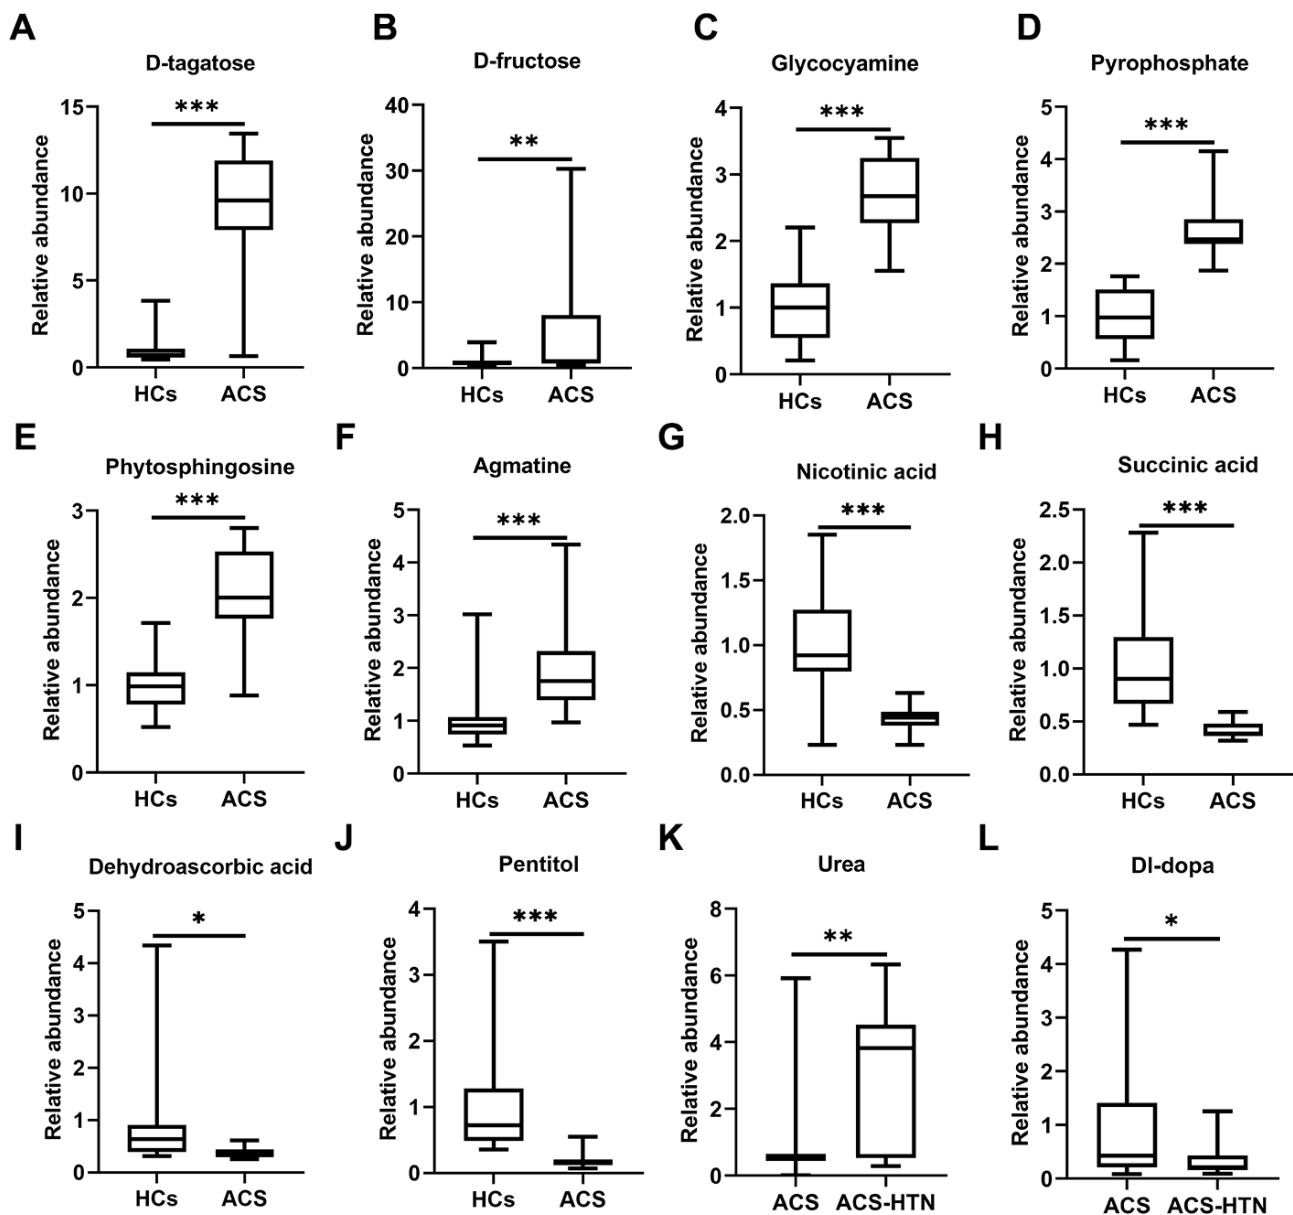 A
D-tagatose
***
Relative abundance
15
10
5
0
HCs ACS
B
D-fructose
**
Relative abundance
40
30
20
10
0
HCs ACS
C
Glycocyamine
***
Relative abundance
4
3
2
1
0
HCs ACS
D
Pyrophosphate
***
Relative abundance
5
4
3
2
1
0
HCs ACS
E
Phytosphingosine
***
Relative abundance
3
2
1
0
HCs ACS
F
Agmatine
***
Relative abundance
5
4
3
2
1
0
HCs ACS
G
Nicotinic acid
***
Relative abundance
2.0
1.5
1.0
0.5
0.0
HCs ACS
H
Succinic acid
***
Relative abundance
2.5
2.0
1.5
1.0
0.5
0.0
HCs ACS
I
Dehydroascorbic acid
*
Relative abundance
5
4
3
2
1
0
HCs ACS
J
Pentitol
***
Relative abundance
4
3
2
1
0
HCs ACS
K
Urea
**
Relative abundance
8
6
4
2
0
ACS ACS-HTN
L
Dl-dopa
*
Relative abundance
5
4
3
2
1
0
ACS ACS-HTN